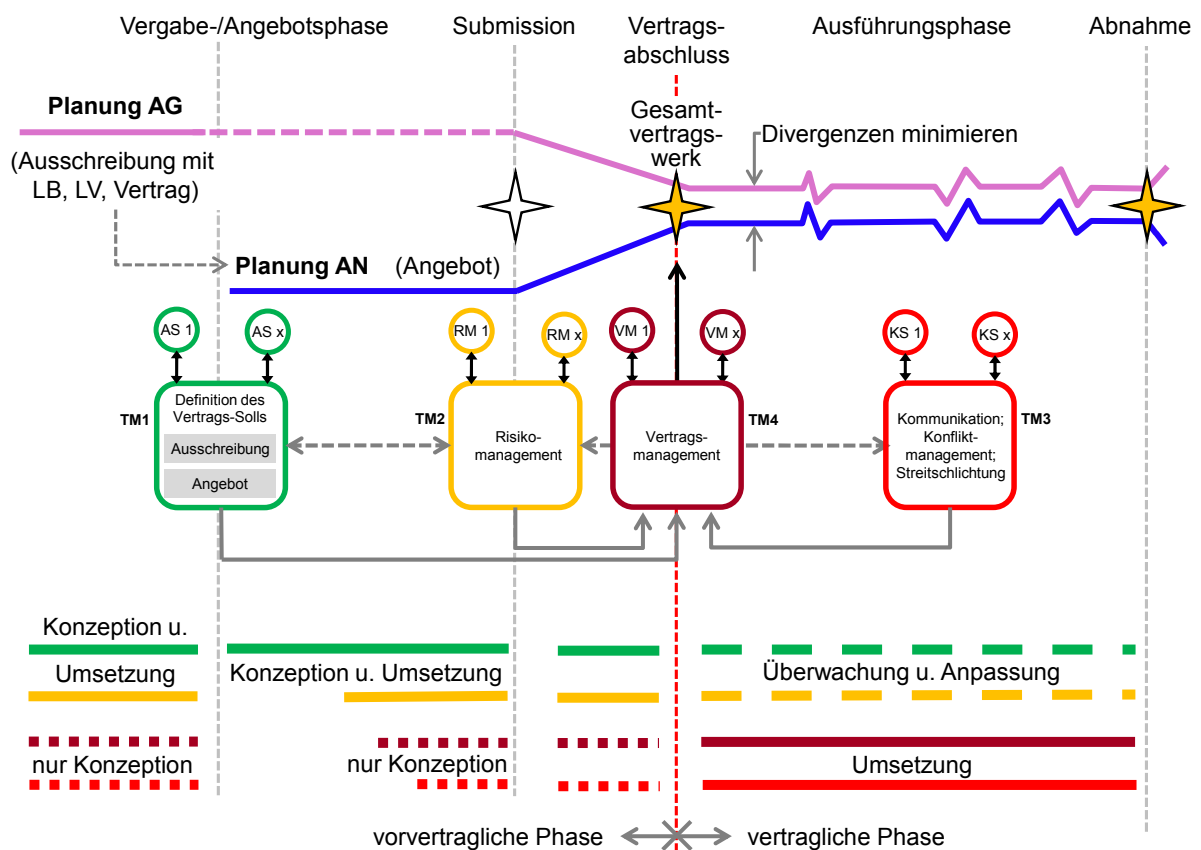 Vergabe-/Angebotsphase
Submission
Vertrags-
abschluss
Ausführungsphase
Abnahme
Planung AG
(Ausschreibung mit
LB, LV, Vertrag)
Gesamt-
vertrags-
werk
Divergenzen minimieren
Planung AN (Angebot)
AS 1
AS x
RM 1
RM x
VM 1
VM x
KS 1
KS x
TM1
Definition des
Vertrags-Solls
Ausschreibung
Angebot
TM2
Risiko-
management
Vertrags-
management
TM4
Kommunikation;
Konflikt-
management;
Streitschlichtung
TM3
Konzeption u.
Umsetzung
Konzeption u. Umsetzung
Überwachung u. Anpassung
nur Konzeption
nur Konzeption
Umsetzung
vorvertragliche Phase
vertragliche Phase